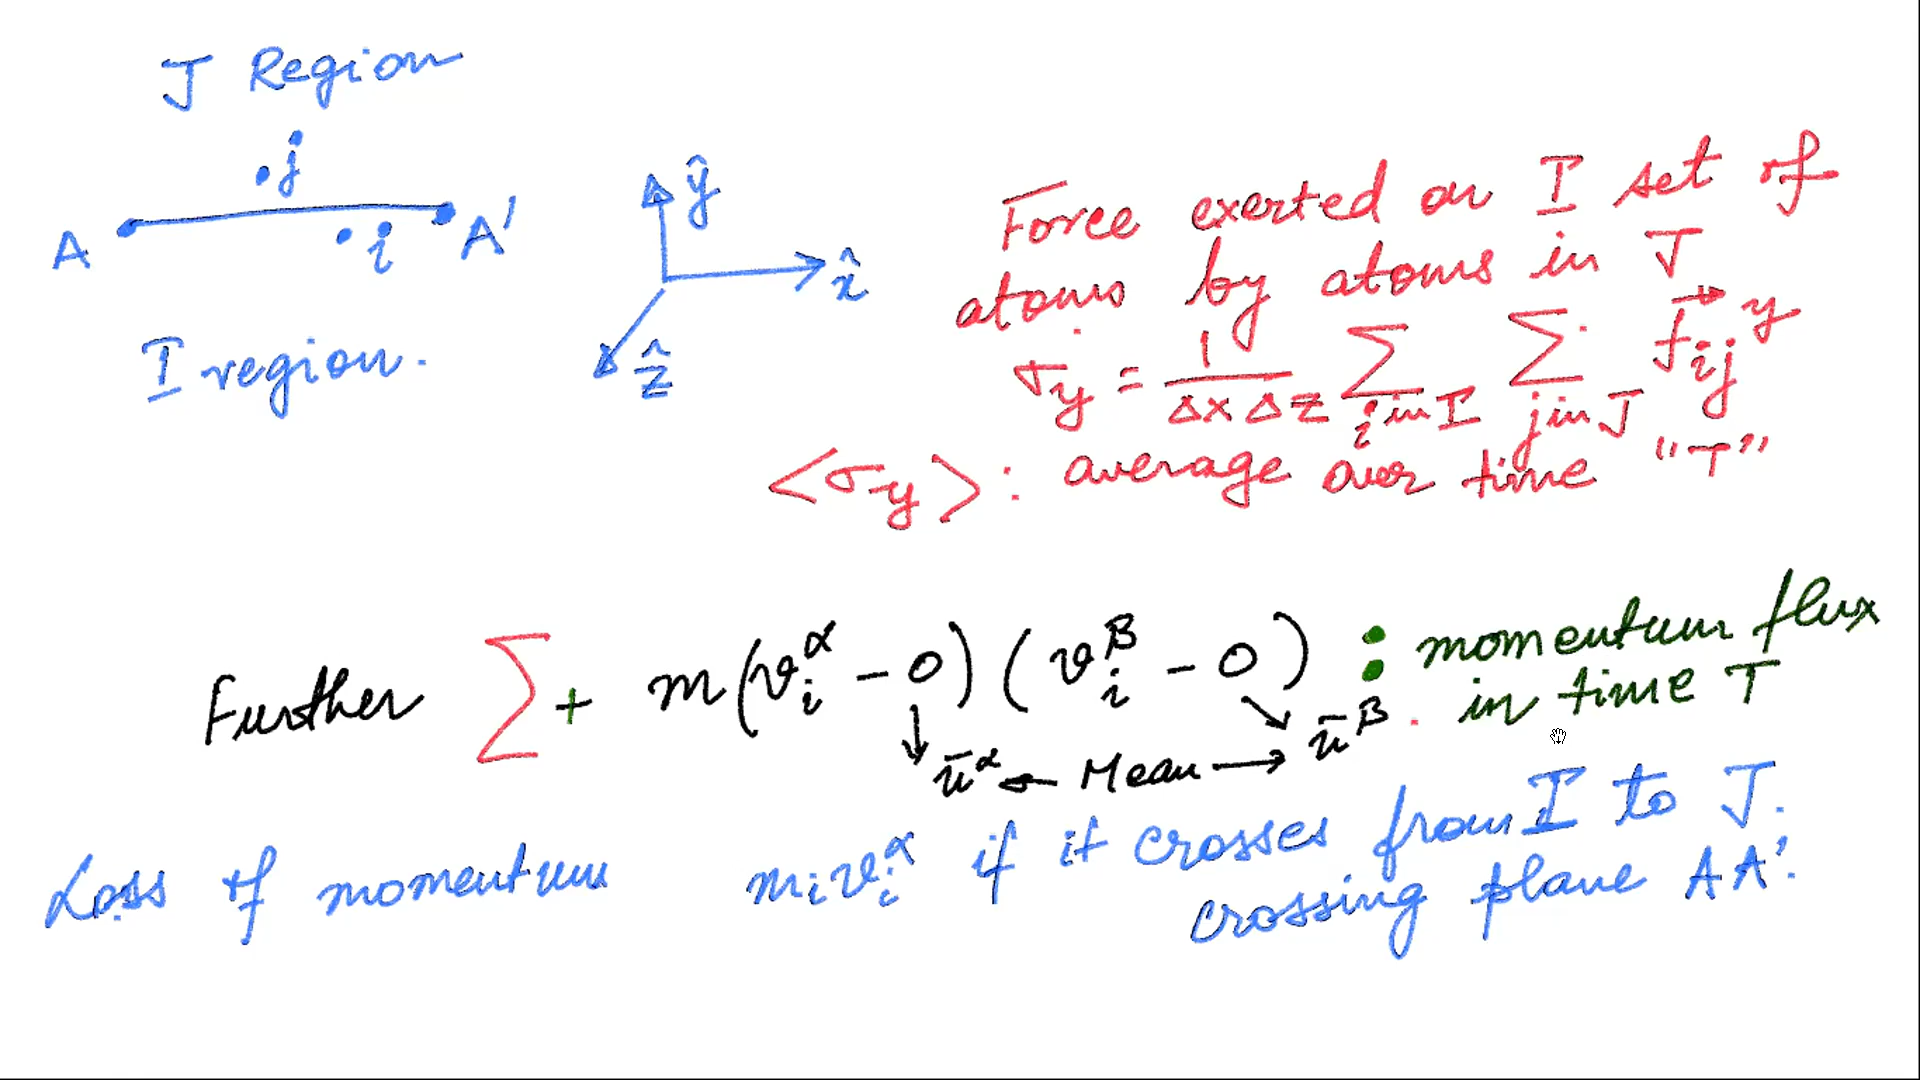 J Region
j
A
A'
i
I region.
ŷ
x̂
ẑ
Force exerted on I set of
atoms by atoms in J
σy = 1/(Δx Δz) Σ i in I Σ j in J f⃗ij^y
<σy> : average over time "T"
Further Σ + m(vi^α - 0)(vi^β - 0) : momentum flux
in time T
ū^α ← Mean → ū^β
Loss of momentum mivi^α if it crosses from I to J.
crossing plane AA'.